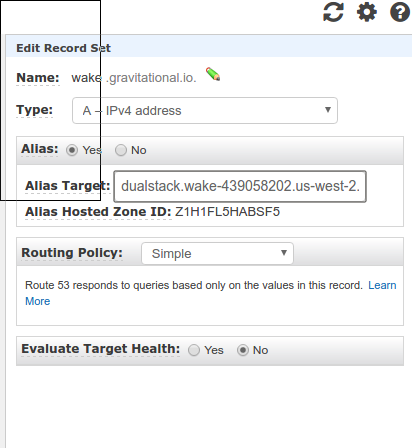 Edit Record Set
Name: wake .gravitational.io.
Type: A – IPv4 address
Alias: Yes No
Alias Target: dualstack.wake-439058202.us-west-2.
Alias Hosted Zone ID: Z1H1FL5HABSF5
Routing Policy: Simple
Route 53 responds to queries based only on the values in this record. Learn
More
Evaluate Target Health: Yes No